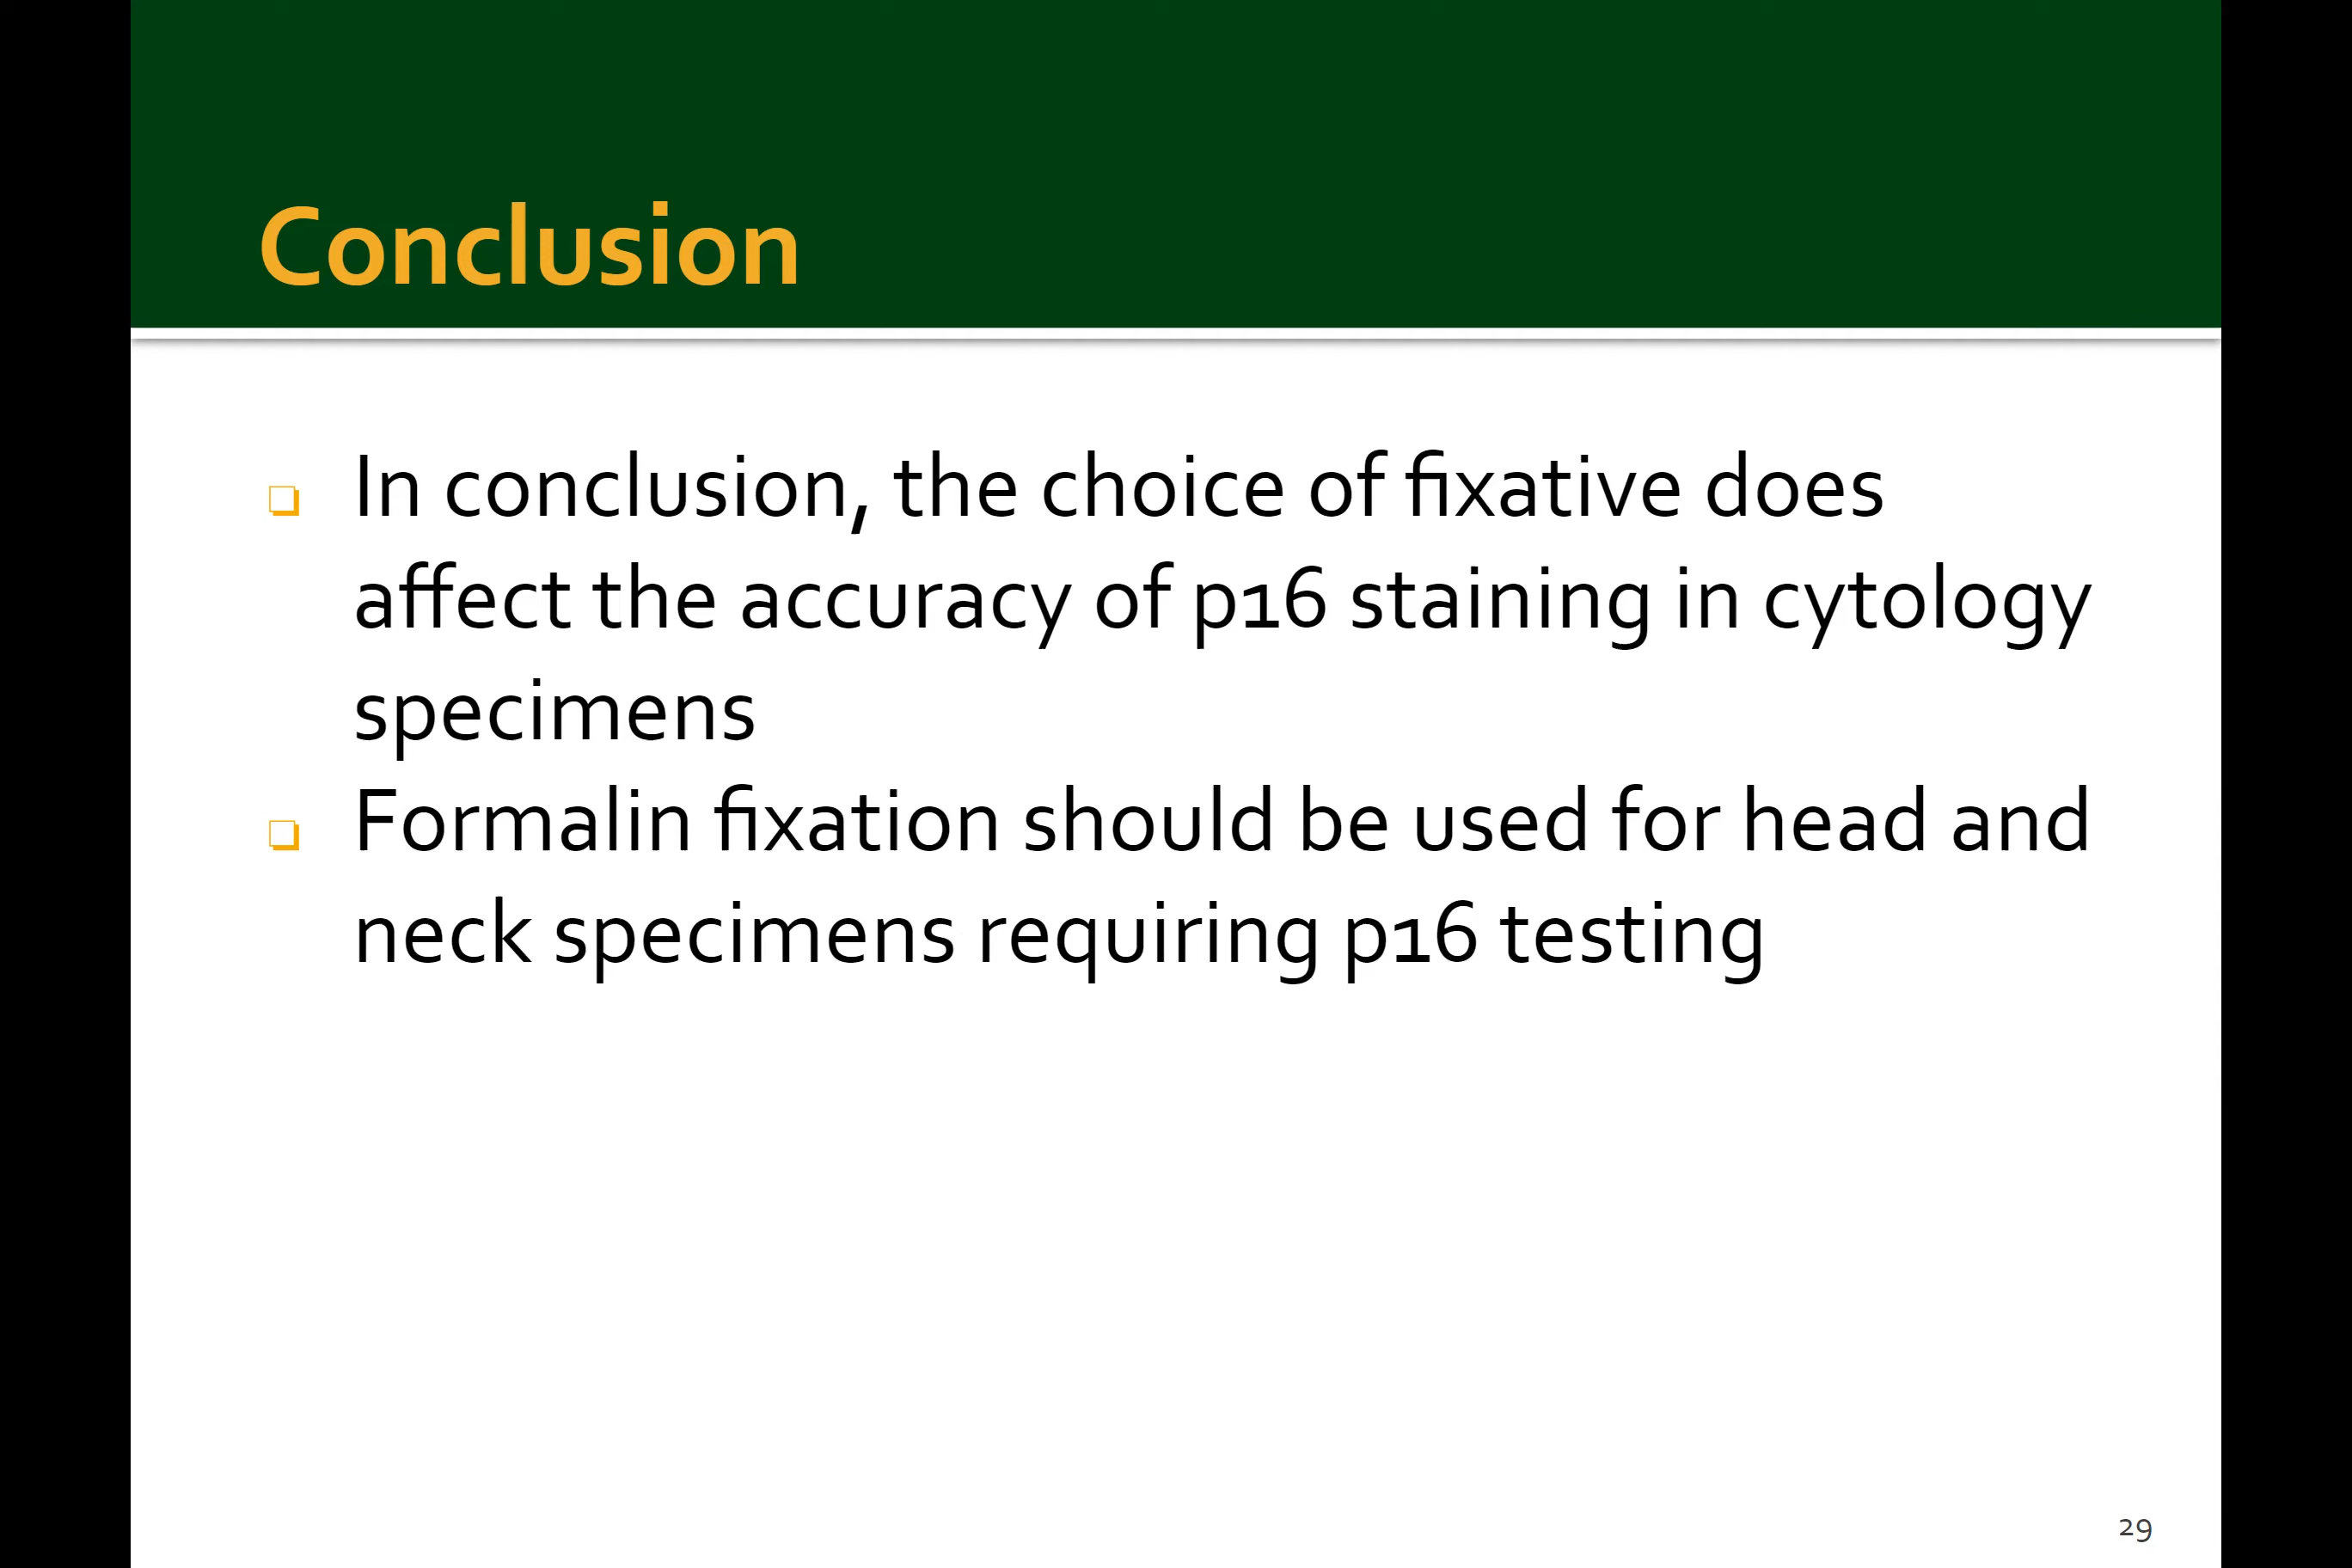 Conclusion
In conclusion, the choice of fixative does
affect the accuracy of p16 staining in cytology
specimens
Formalin fixation should be used for head and
neck specimens requiring p16 testing
29